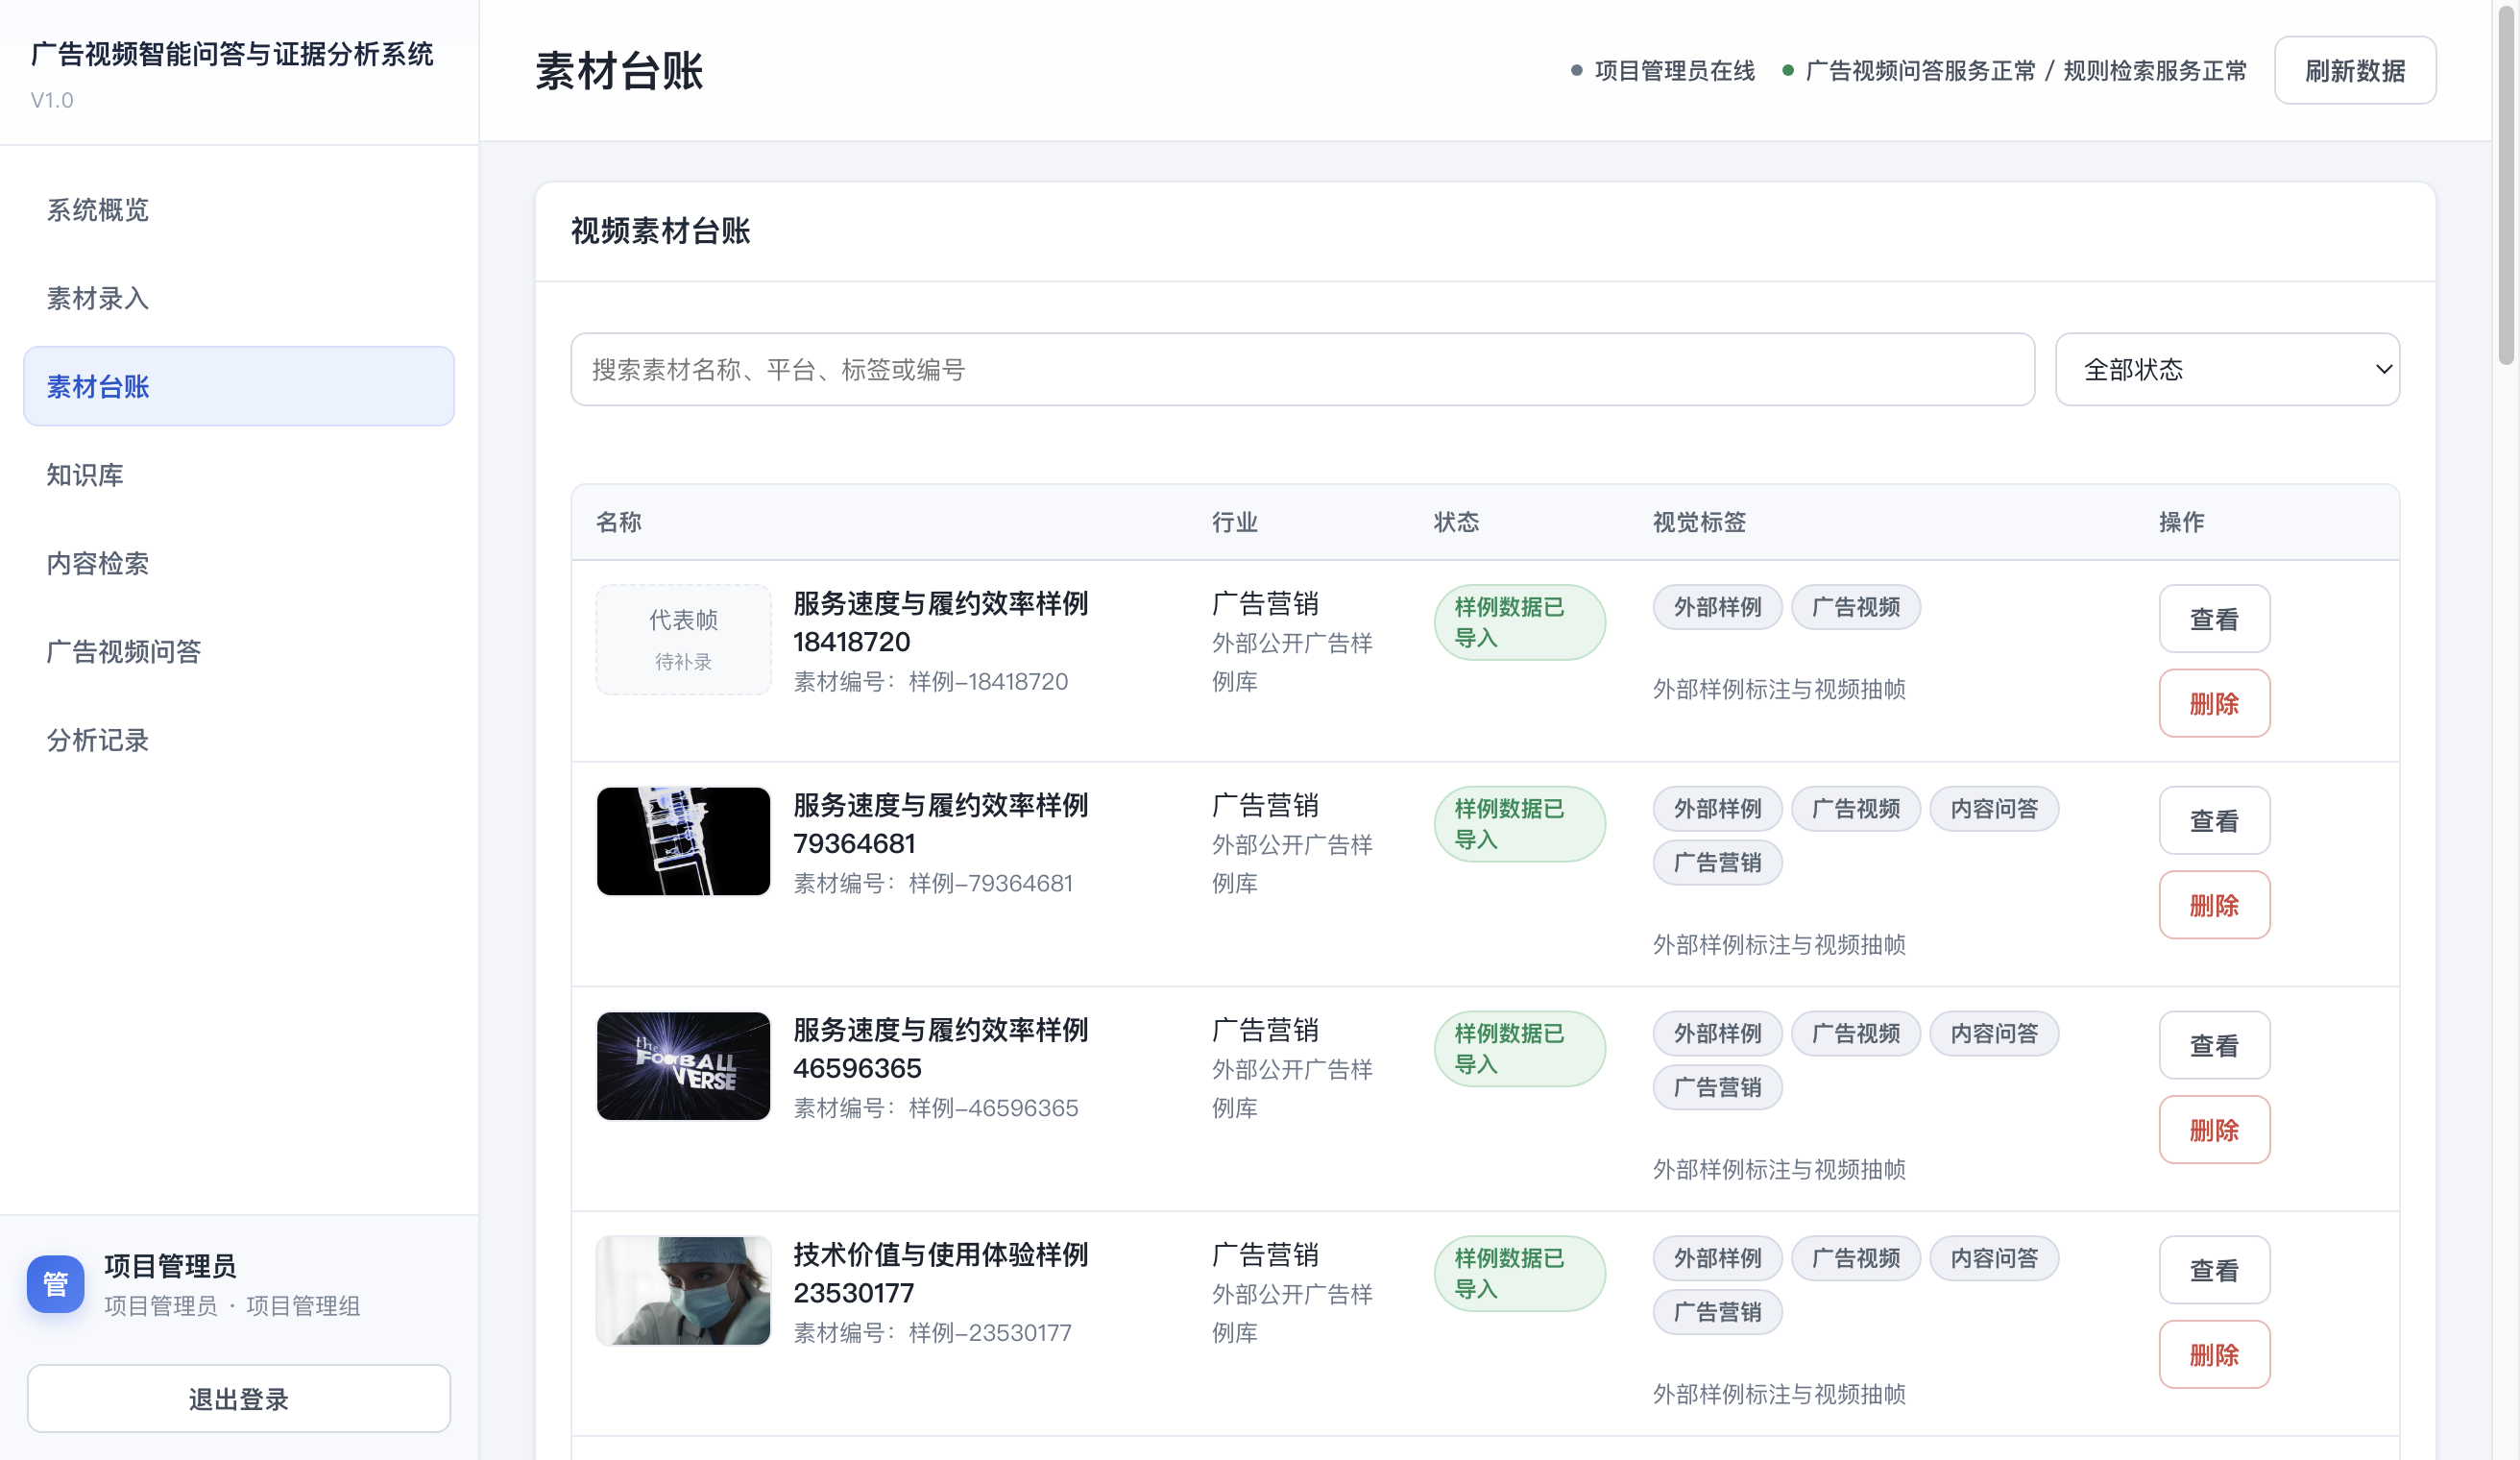 广告视频智能问答与证据分析系统
V1.0
系统概览
素材录入
素材台账
知识库
内容检索
广告视频问答
分析记录
管
项目管理员
项目管理员 · 项目管理组
退出登录
素材台账
项目管理员在线
广告视频问答服务正常 / 规则检索服务正常
刷新数据
视频素材台账
搜索素材名称、平台、标签或编号
全部状态
名称 行业 状态 视觉标签 操作
代表帧
待补录
服务速度与履约效率样例
18418720
素材编号：样例-18418720
广告营销
外部公开广告样
例库
样例数据已
导入
外部样例 广告视频
外部样例标注与视频抽帧
查看
删除
服务速度与履约效率样例
79364681
素材编号：样例-79364681
广告营销
外部公开广告样
例库
样例数据已
导入
外部样例 广告视频 内容问答
广告营销
外部样例标注与视频抽帧
查看
删除
the
FOOTBALL
VERSE
服务速度与履约效率样例
46596365
素材编号：样例-46596365
广告营销
外部公开广告样
例库
样例数据已
导入
外部样例 广告视频 内容问答
广告营销
外部样例标注与视频抽帧
查看
删除
技术价值与使用体验样例
23530177
素材编号：样例-23530177
广告营销
外部公开广告样
例库
样例数据已
导入
外部样例 广告视频 内容问答
广告营销
外部样例标注与视频抽帧
查看
删除